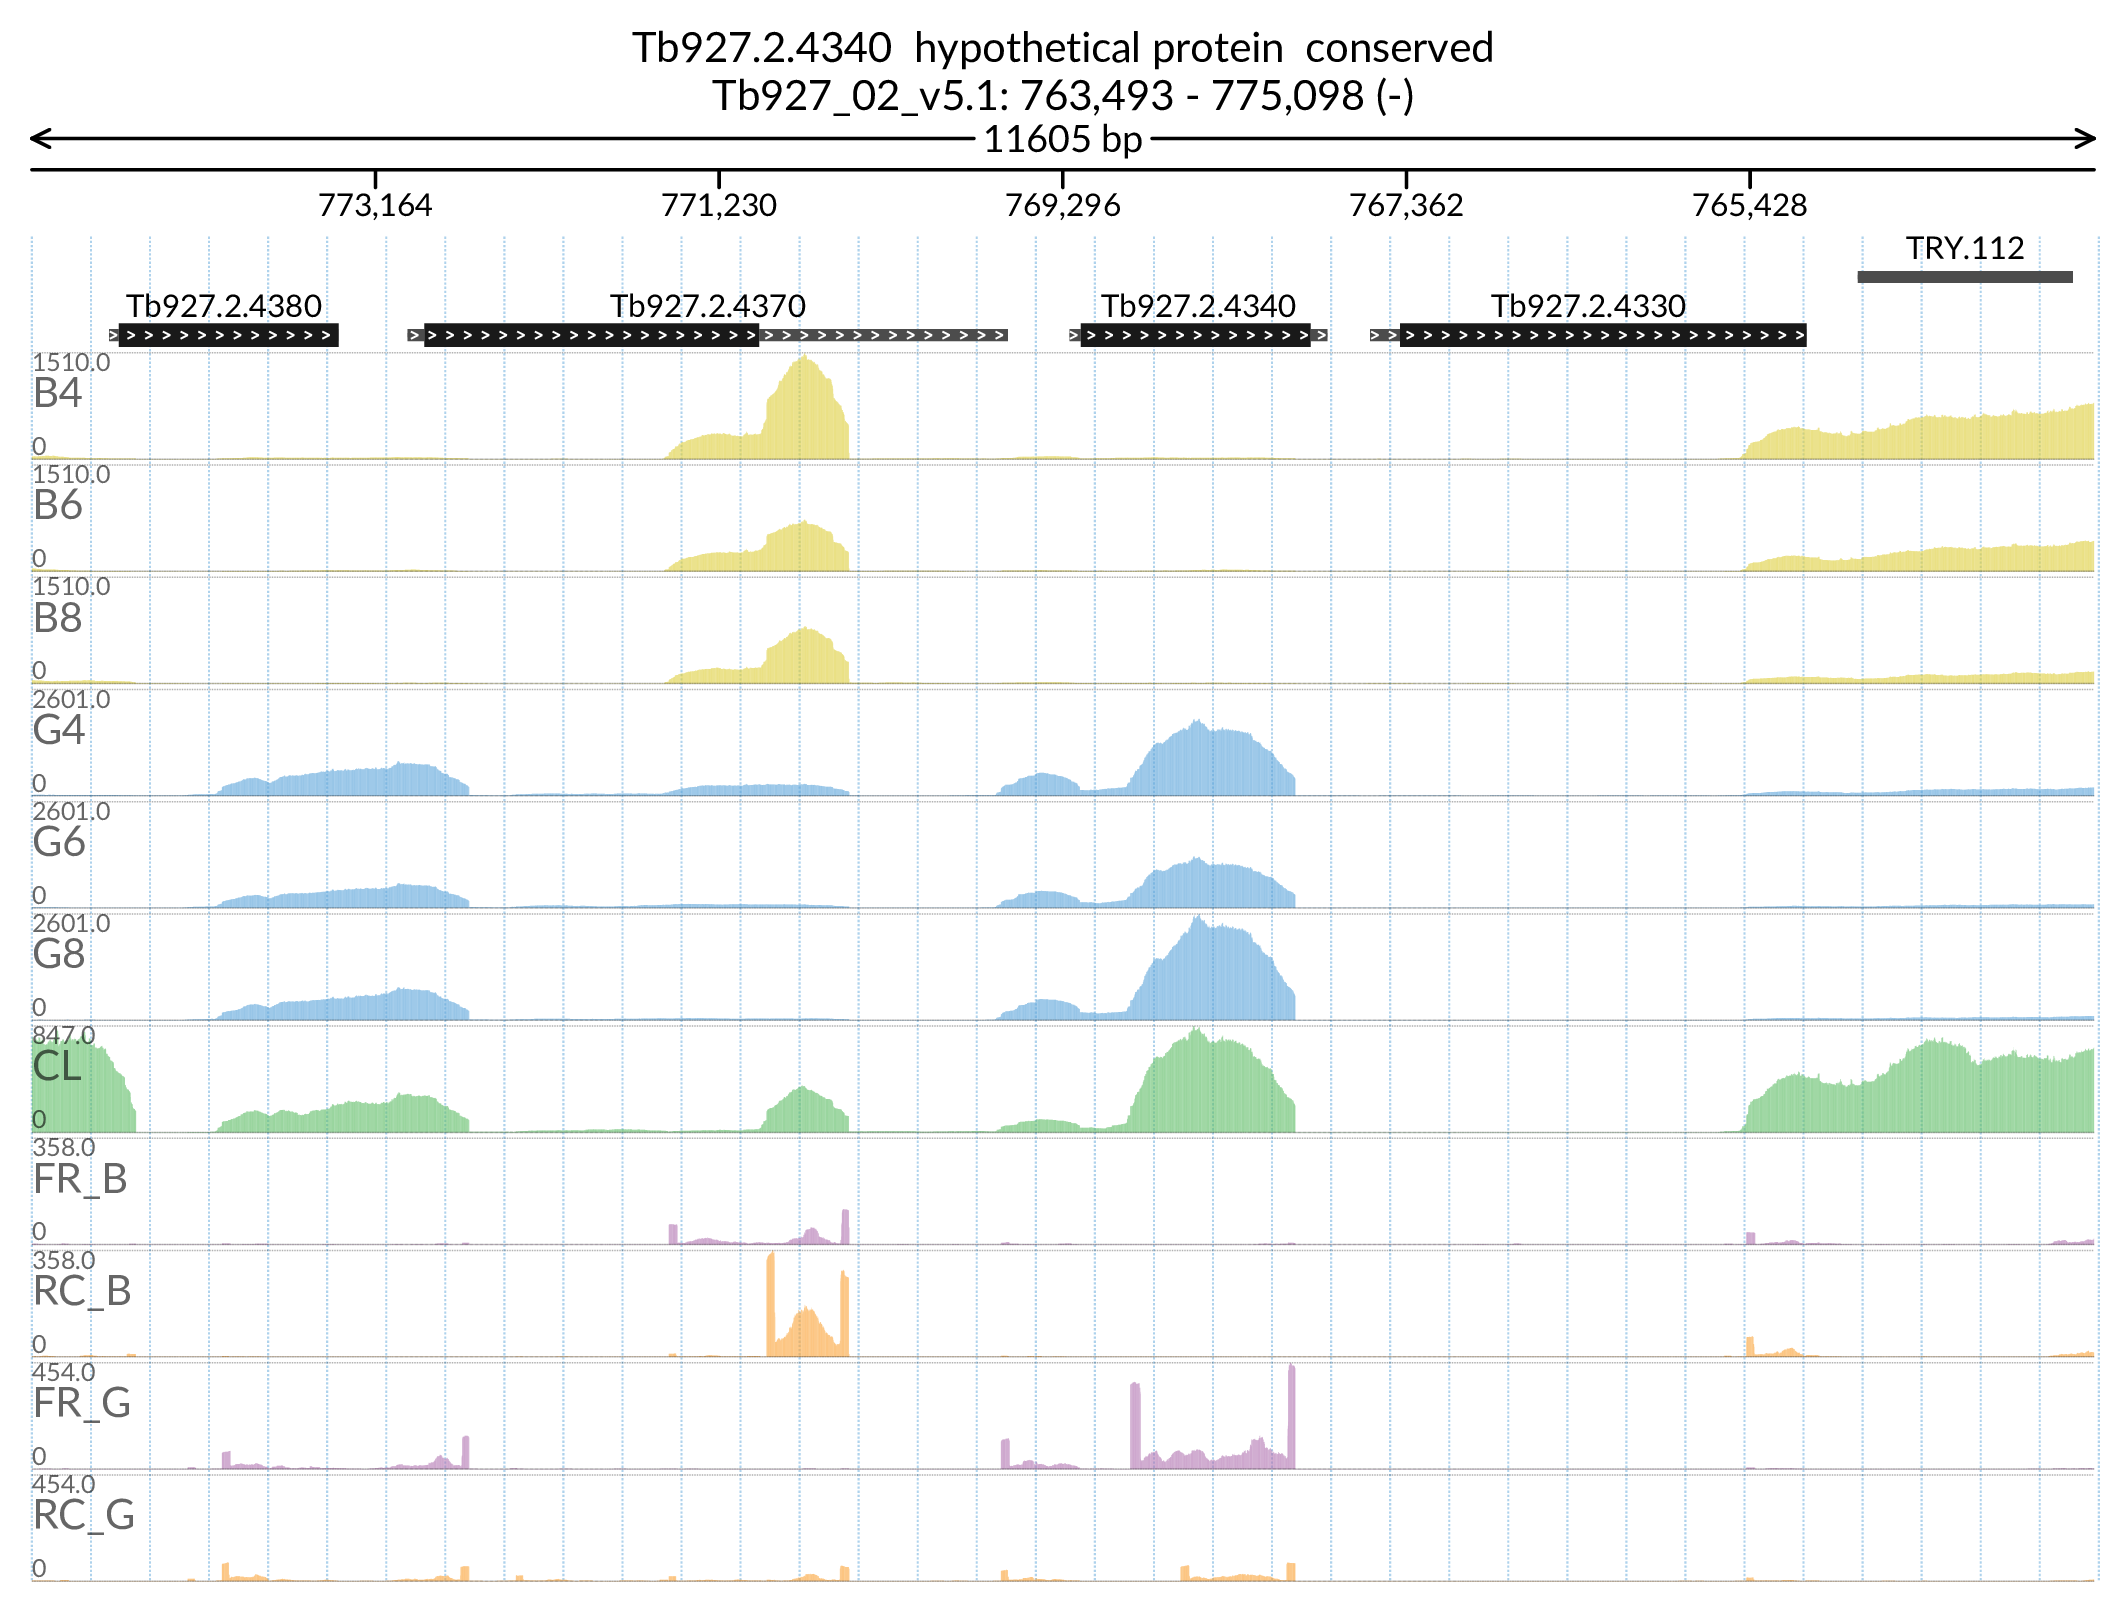 Tb927.2.4340  hypothetical protein  conserved
Tb927_02_v5.1: 763,493 - 775,098 (-)
11605 bp
773,164 771,230 769,296 767,362 765,428
TRY.112
Tb927.2.4380 Tb927.2.4370 Tb927.2.4340 Tb927.2.4330
1510.0
B4
0
1510.0
B6
0
1510.0
B8
0
2601.0
G4
0
2601.0
G6
0
2601.0
G8
0
847.0
CL
0
358.0
FR_B
0
358.0
RC_B
0
454.0
FR_G
0
454.0
RC_G
0